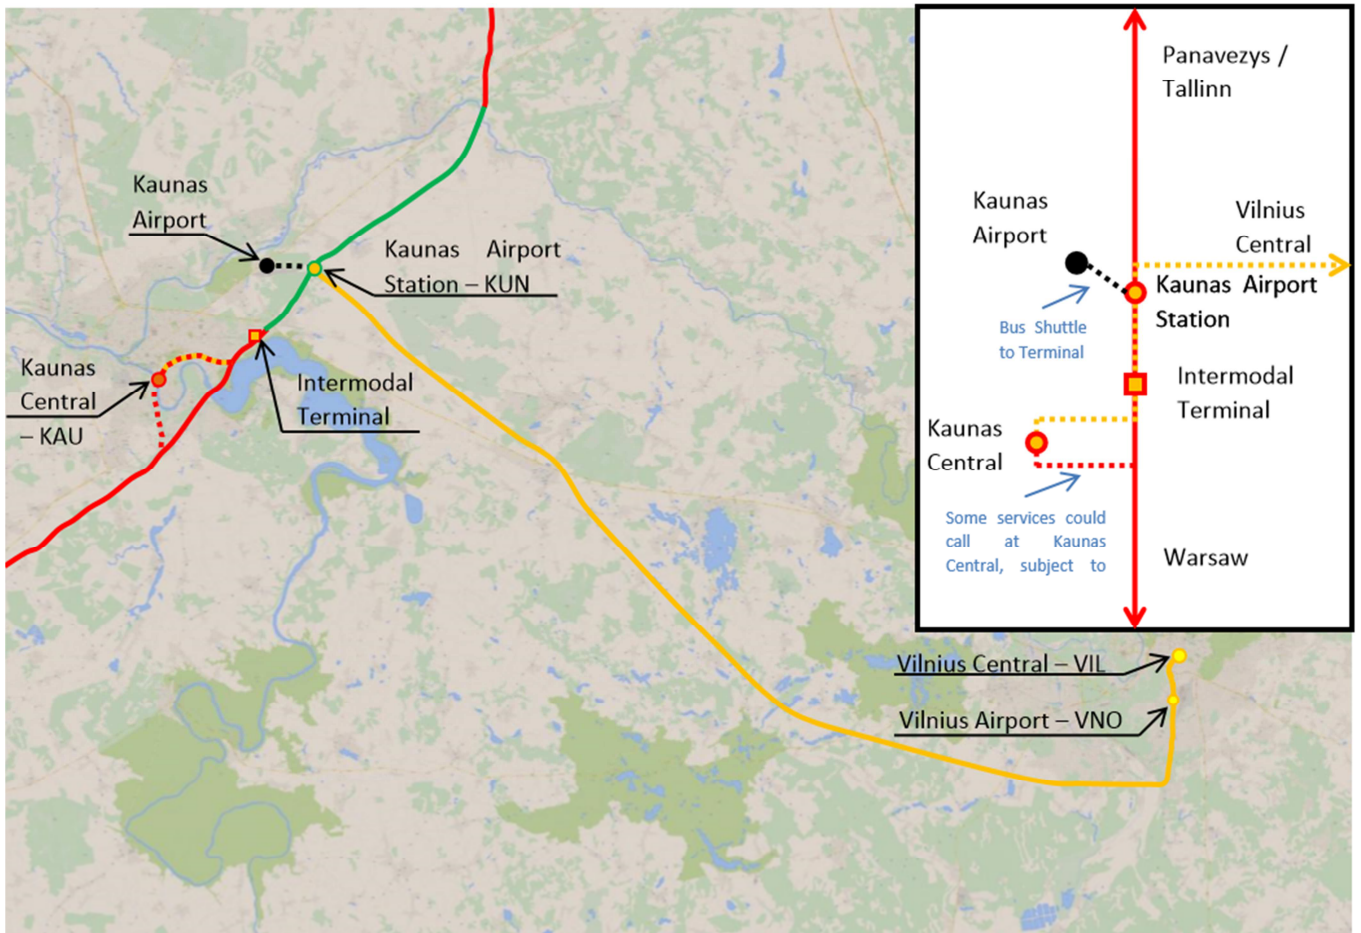 Kaunas
Airport
Kaunas Airport
Station – KUN
Kaunas
Central
– KAU
Intermodal
Terminal
Vilnius Central – VIL
Vilnius Airport – VNO
Panavezys /
Tallinn
Kaunas
Airport
Vilnius
Central
Kaunas Airport
Station
Bus Shuttle
to Terminal
Intermodal
Terminal
Kaunas
Central
Some services could
call at Kaunas
Central, subject to
Warsaw